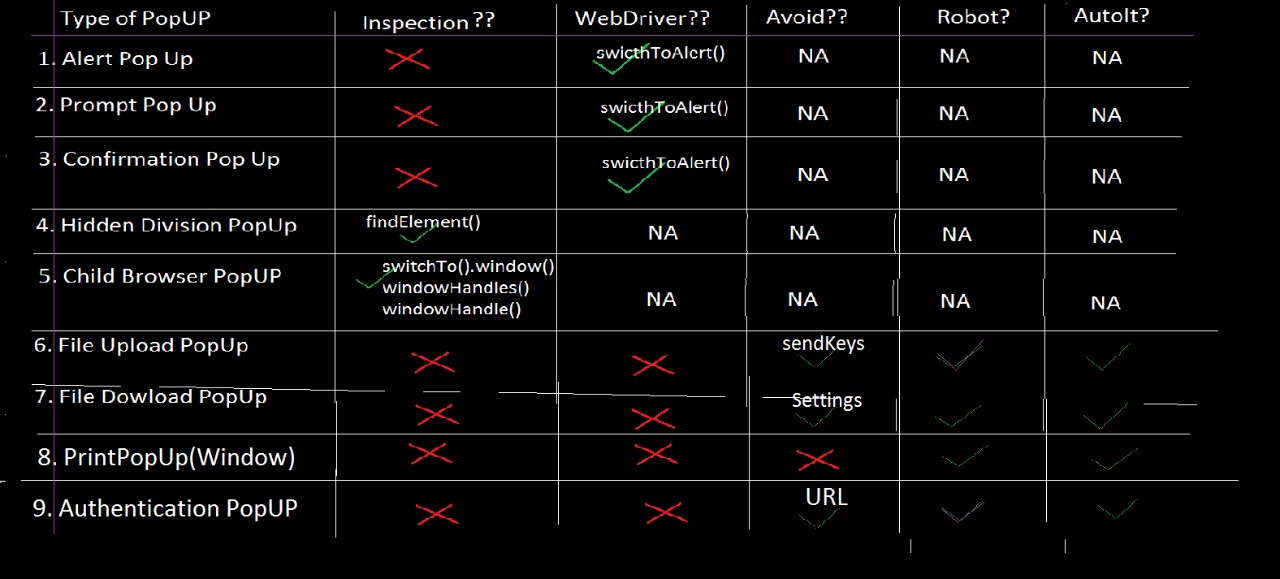 Type of PopUP Inspection?? WebDriver?? Avoid?? Robot? AutoIt?
1. Alert Pop Up swicthToAlert() NA NA NA
2. Prompt Pop Up swicthToAlert() NA NA NA
3. Confirmation Pop Up swicthToAlert() NA NA NA
4. Hidden Division PopUp findElement() NA NA NA NA
5. Child Browser PopUP switchTo().window() NA NA NA NA
windowHandles()
windowHandle()
6. File Upload PopUp sendKeys
7. File Dowload PopUp Settings
8. PrintPopUp(Window)
9. Authentication PopUP URL